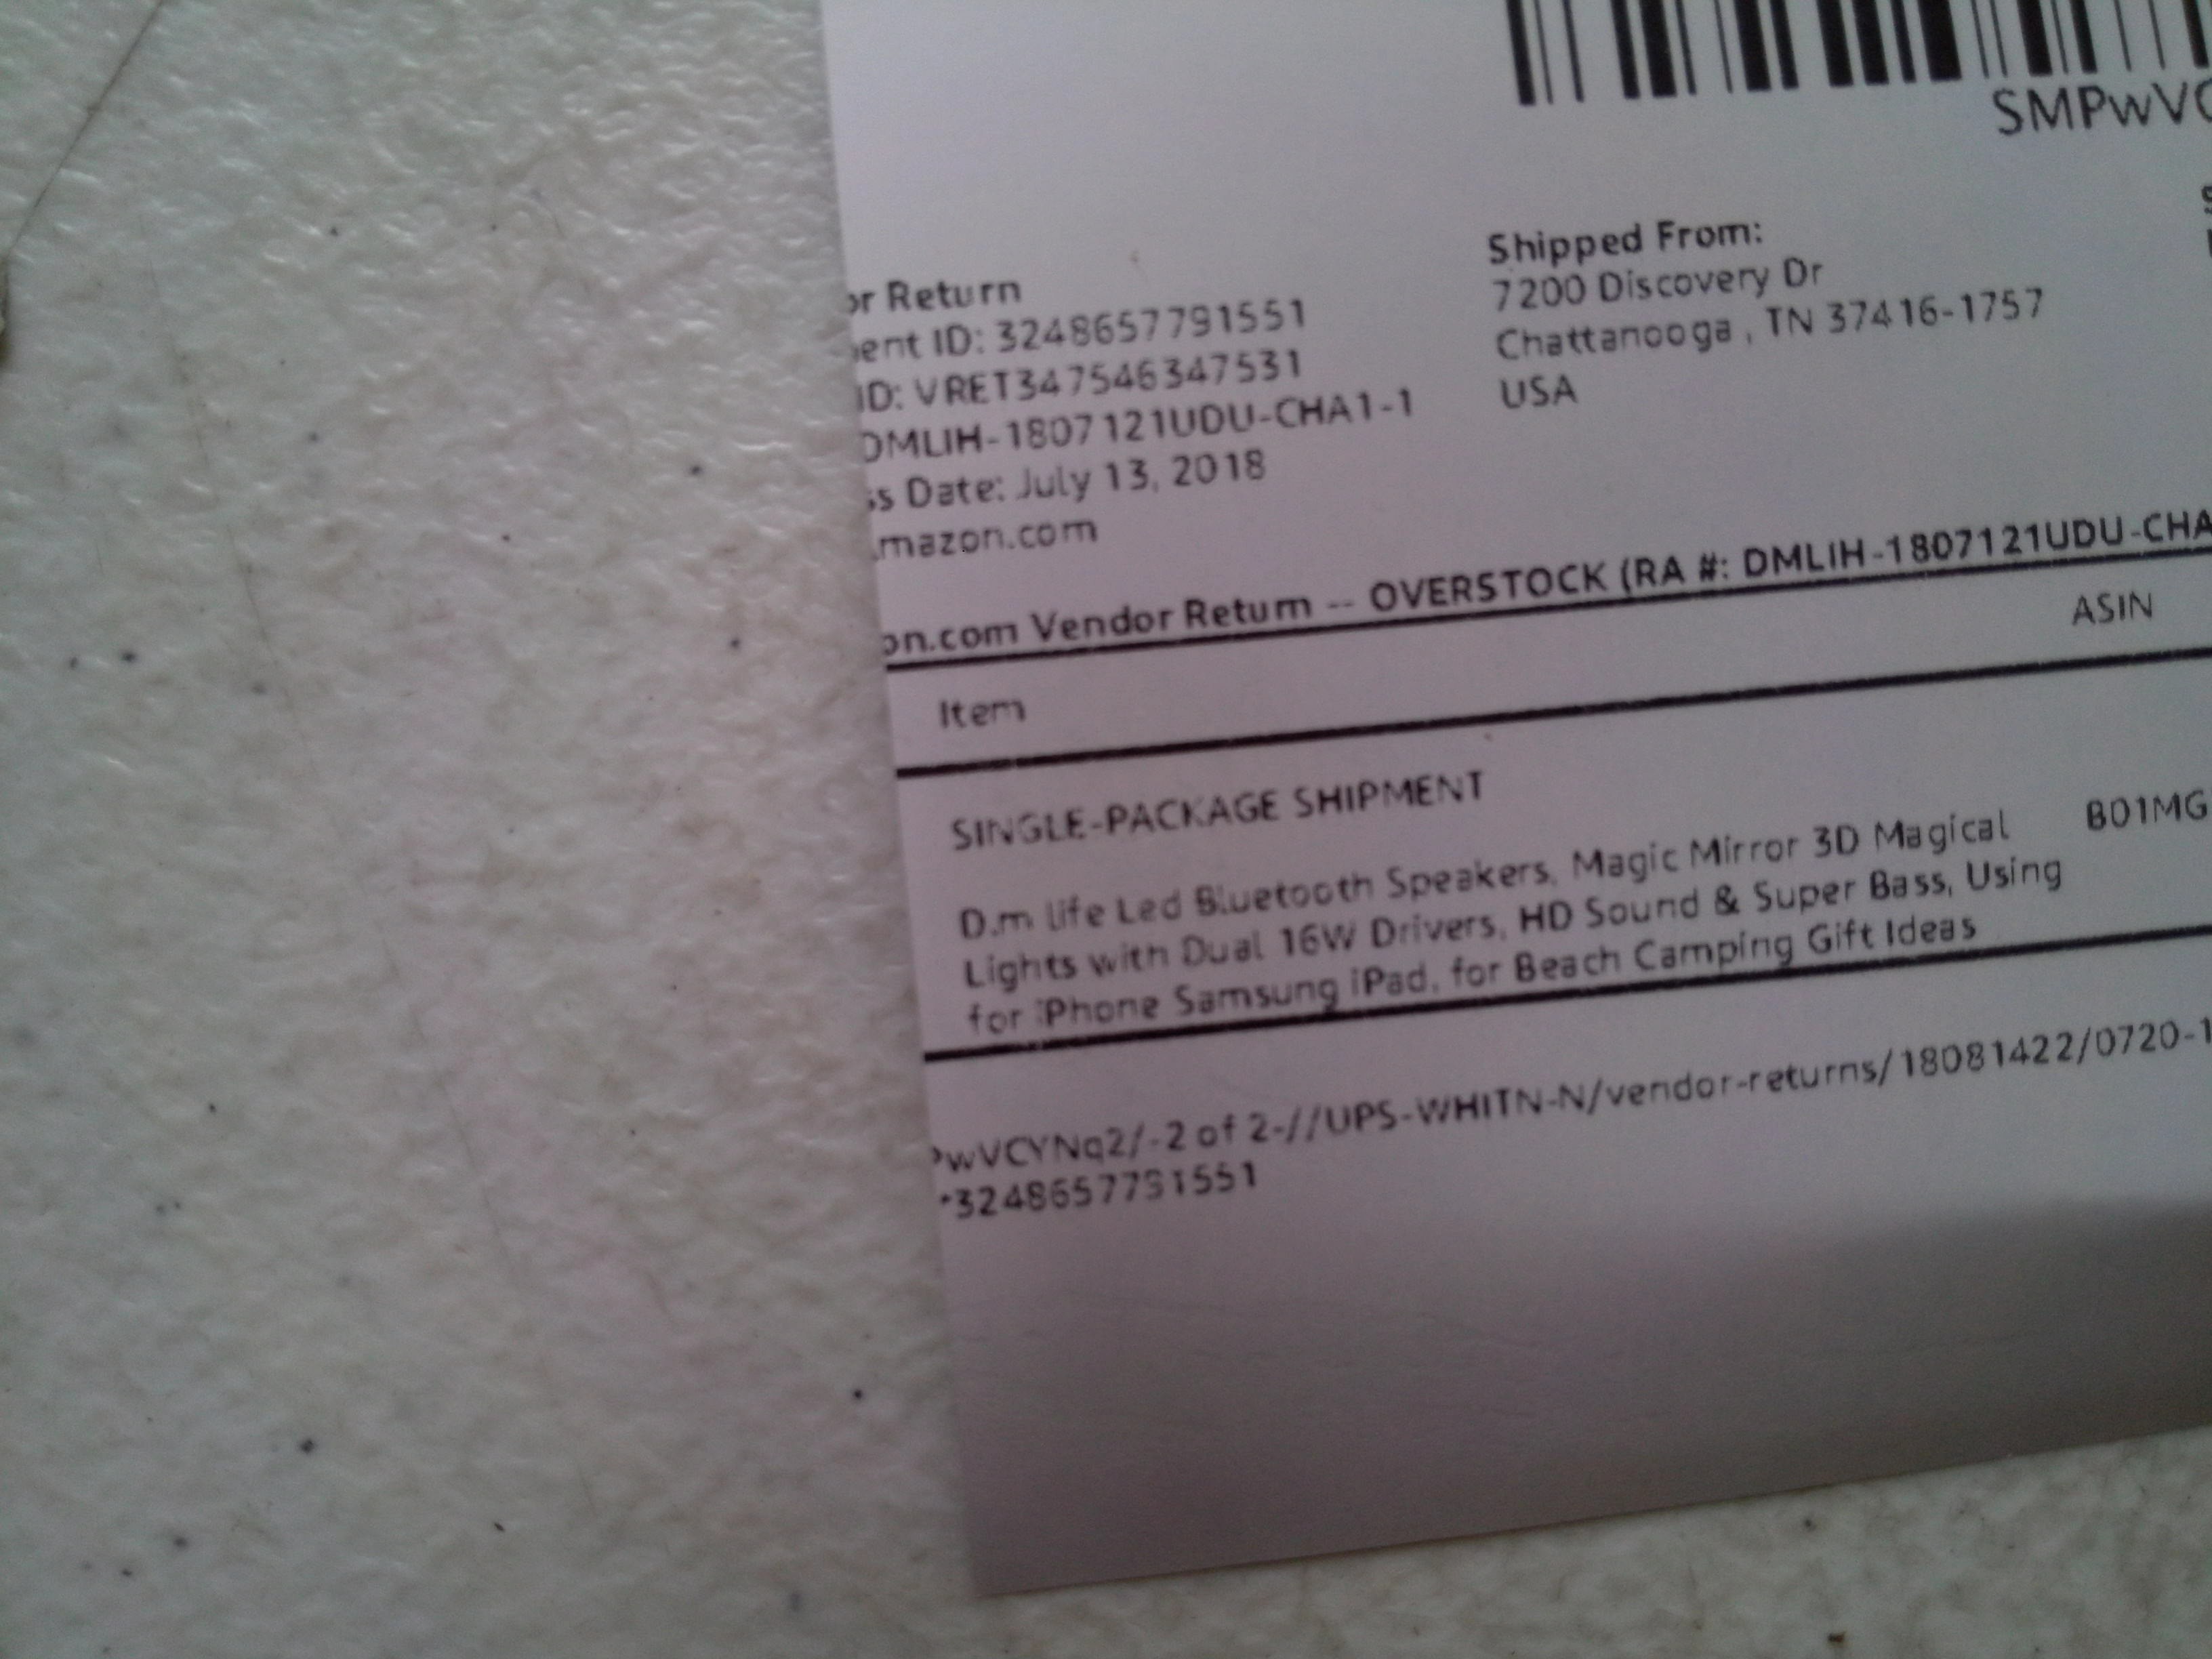 SMPwVC
or Return
ent ID: 3248657791551
ID: VRET347546347531
DMLIH-1807121UDU-CHA1-1
ss Date: July 13, 2018
mazon.com
Shipped From:
7200 Discovery Dr
Chattanooga , TN 37416-1757
USA
on.com Vendor Return -- OVERSTOCK (RA #: DMLIH-1807121UDU-CHA
Item ASIN
SINGLE-PACKAGE SHIPMENT
D.m life Led Bluetooth Speakers, Magic Mirror 3D Magical B01MG
Lights with Dual 16W Drivers, HD Sound & Super Bass, Using
for iPhone Samsung iPad, for Beach Camping Gift Ideas
wVCYNq2/-2 of 2-//UPS-WHITN-N/vendor-returns/18081422/0720-1
*3248657791551